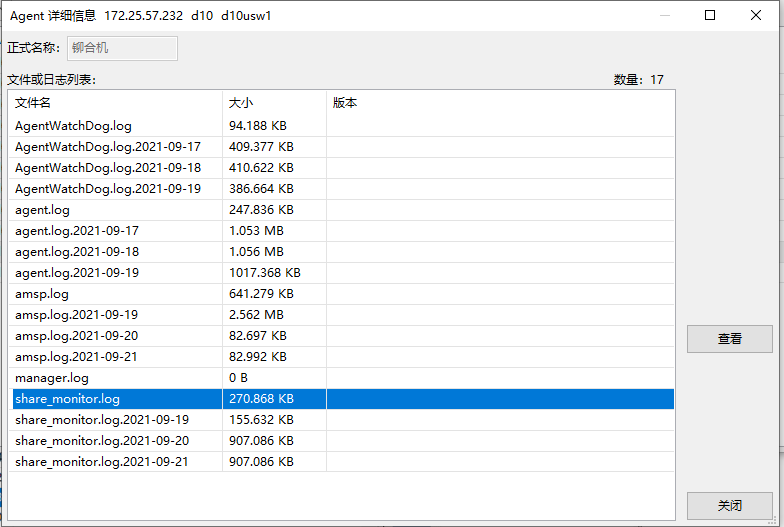 Agent 详细信息 172.25.57.232 d10 d10usw1
正式名称： 铆合机
文件或日志列表： 数量： 17
文件名 大小 版本
AgentWatchDog.log 94.188 KB
AgentWatchDog.log.2021-09-17 409.377 KB
AgentWatchDog.log.2021-09-18 410.622 KB
AgentWatchDog.log.2021-09-19 386.664 KB
agent.log 247.836 KB
agent.log.2021-09-17 1.053 MB
agent.log.2021-09-18 1.056 MB
agent.log.2021-09-19 1017.368 KB
amsp.log 641.279 KB
amsp.log.2021-09-19 2.562 MB
amsp.log.2021-09-20 82.697 KB
amsp.log.2021-09-21 82.992 KB
manager.log 0 B
share_monitor.log 270.868 KB
share_monitor.log.2021-09-19 155.632 KB
share_monitor.log.2021-09-20 907.086 KB
share_monitor.log.2021-09-21 907.086 KB
查看
关闭